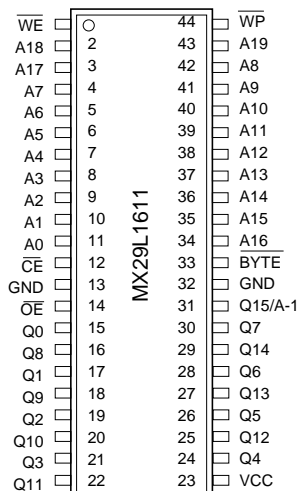 WE 44 WP
A18 2 43 A19
A17 3 42 A8
A7 4 41 A9
A6 5 40 A10
A5 6 39 A11
A4 7 38 A12
A3 8 37 A13
A2 9 36 A14
A1 10 35 A15
A0 11 34 A16
CE 12 33 BYTE
GND 13 32 GND
OE 14 31 Q15/A-1
Q0 15 30 Q7
Q8 16 29 Q14
Q1 17 28 Q6
Q9 18 27 Q13
Q2 19 26 Q5
Q10 20 25 Q12
Q3 21 24 Q4
Q11 22 23 VCC
MX29L1611